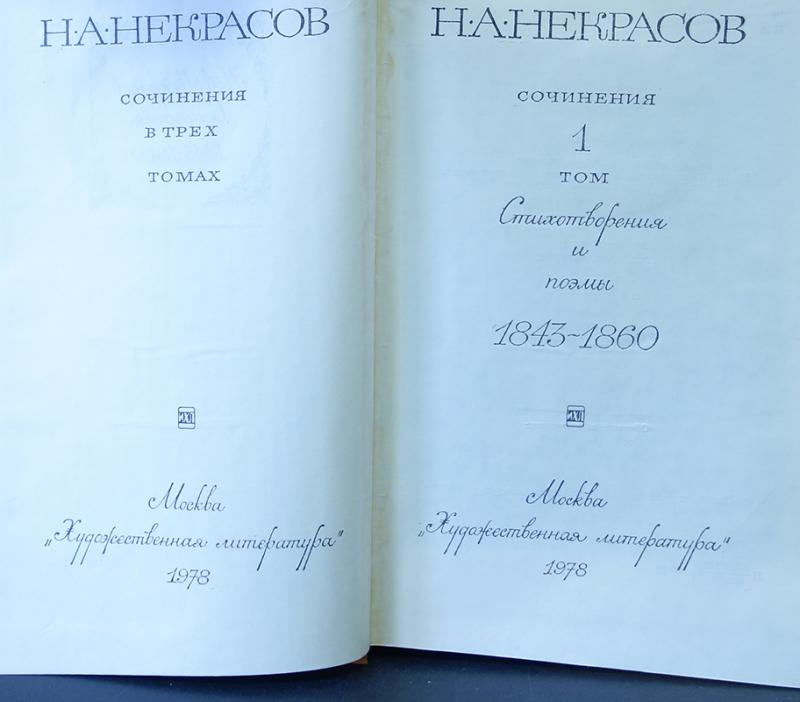 Н·А·НЕКРАСОВ
СОЧИНЕНИЯ
В ТРЕХ
ТОМАХ
Москва
„Художественная литература"
1978
Н·А·НЕКРАСОВ
СОЧИНЕНИЯ
1
ТОМ
Стихотворения
и
поэмы
1843-1860
Москва
„Художественная литература"
1978